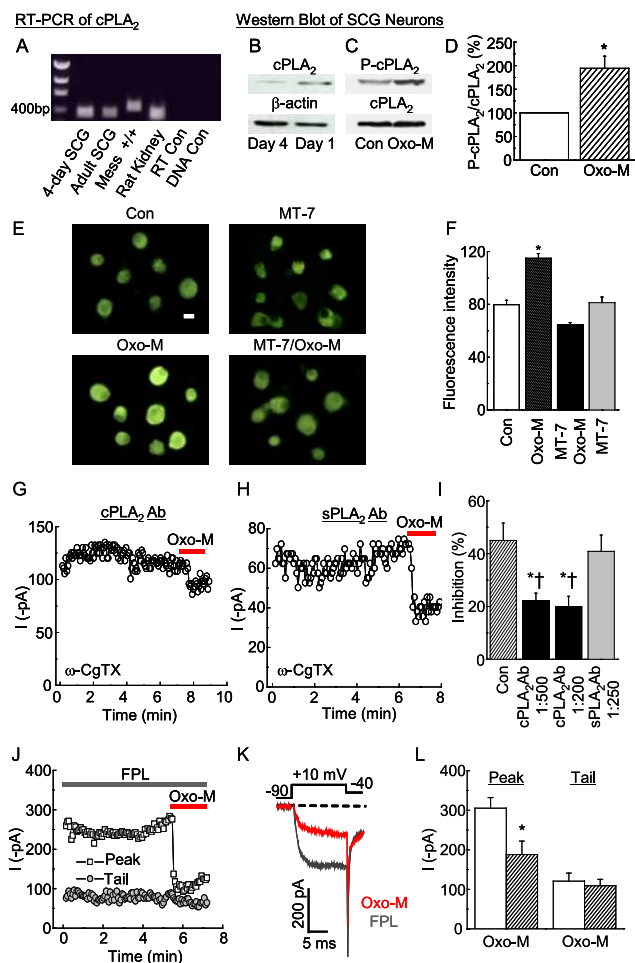 RT-PCR of cPLA2
Western Blot of SCG Neurons
A
400bp
4-day SCG
Adult SCG
Mess +/+
Rat Kidney
RT Con
DNA Con
B
cPLA2
β-actin
Day 4 Day 1
C
P-cPLA2
cPLA2
Con Oxo-M
D
P-cPLA2/cPLA2 (%)
200
150
100
50
0
*
Con
Oxo-M
E
Con
MT-7
Oxo-M
MT-7/Oxo-M
F
Fluorescence intensity
120
80
40
0
*
Con
Oxo-M
MT-7
Oxo-M
MT-7
G
cPLA2 Ab
Oxo-M
I (-pA)
150
100
50
0
ω-CgTX
0 2 4 6 8 10
Time (min)
H
sPLA2 Ab
Oxo-M
I (-pA)
80
60
40
20
0
ω-CgTX
0 2 4 6 8
Time (min)
I
Inhibition (%)
60
40
20
0
*† *†
Con
cPLA2Ab
1:500
cPLA2Ab
1:200
sPLA2Ab
1:250
J
FPL
Oxo-M
I (-pA)
400
300
200
100
0
Peak
Tail
0 2 4 6 8
Time (min)
K
+10 mV
-90
-40
200 pA
5 ms
Oxo-M
FPL
L
Peak
Tail
I (-pA)
400
300
200
100
0
*
Oxo-M
Oxo-M